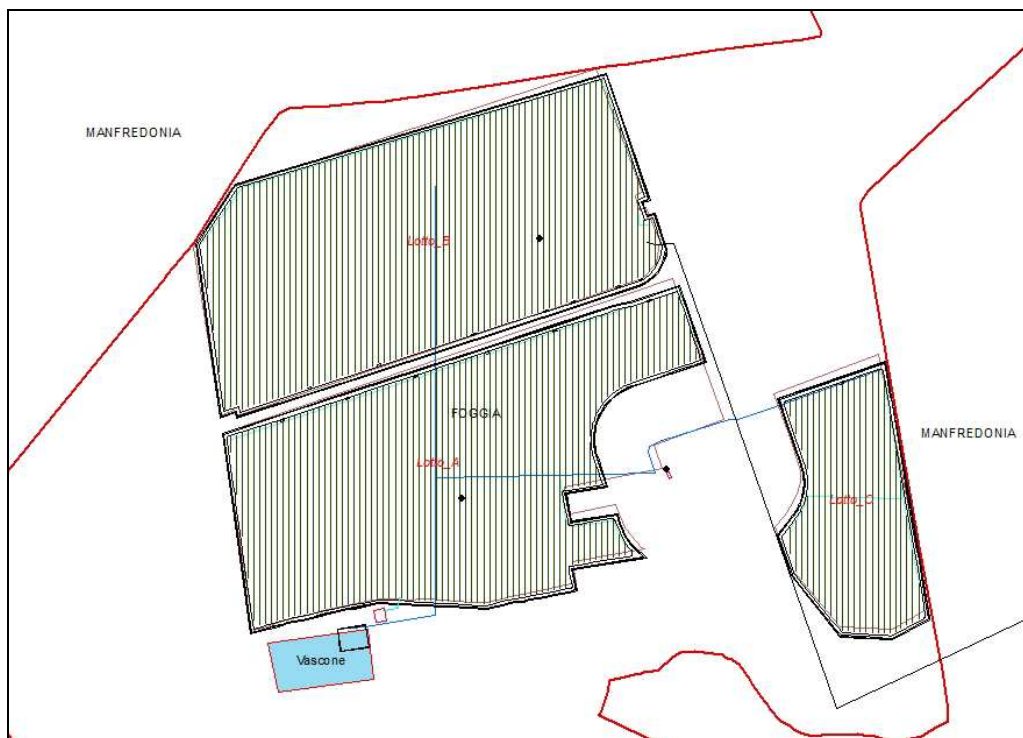 MANFREDONIA
Lotto_B
FOGGIA
MANFREDONIA
Lotto_A
Lotto_C
Vascone